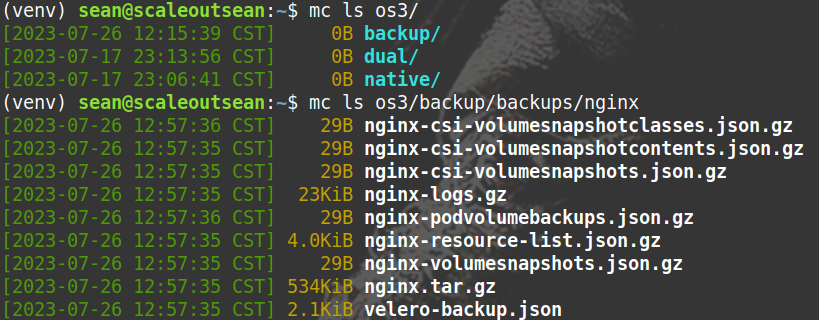 (venv) sean@scaleoutsean:~$ mc ls os3/
[2023-07-26 12:15:39 CST]     0B backup/
[2023-07-17 23:13:56 CST]     0B dual/
[2023-07-17 23:06:41 CST]     0B native/
(venv) sean@scaleoutsean:~$ mc ls os3/backup/backups/nginx
[2023-07-26 12:57:36 CST]    29B nginx-csi-volumesnapshotclasses.json.gz
[2023-07-26 12:57:35 CST]    29B nginx-csi-volumesnapshotcontents.json.gz
[2023-07-26 12:57:35 CST]    29B nginx-csi-volumesnapshots.json.gz
[2023-07-26 12:57:35 CST]  23KiB nginx-logs.gz
[2023-07-26 12:57:36 CST]    29B nginx-podvolumebackups.json.gz
[2023-07-26 12:57:35 CST] 4.0KiB nginx-resource-list.json.gz
[2023-07-26 12:57:35 CST]    29B nginx-volumesnapshots.json.gz
[2023-07-26 12:57:35 CST] 534KiB nginx.tar.gz
[2023-07-26 12:57:35 CST] 2.1KiB velero-backup.json